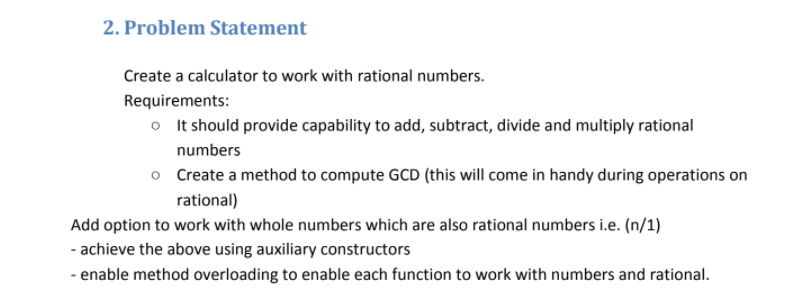 2. Problem Statement
Create a calculator to work with rational numbers.
Requirements:
○ It should provide capability to add, subtract, divide and multiply rational
numbers
○ Create a method to compute GCD (this will come in handy during operations on
rational)
Add option to work with whole numbers which are also rational numbers i.e. (n/1)
- achieve the above using auxiliary constructors
- enable method overloading to enable each function to work with numbers and rational.